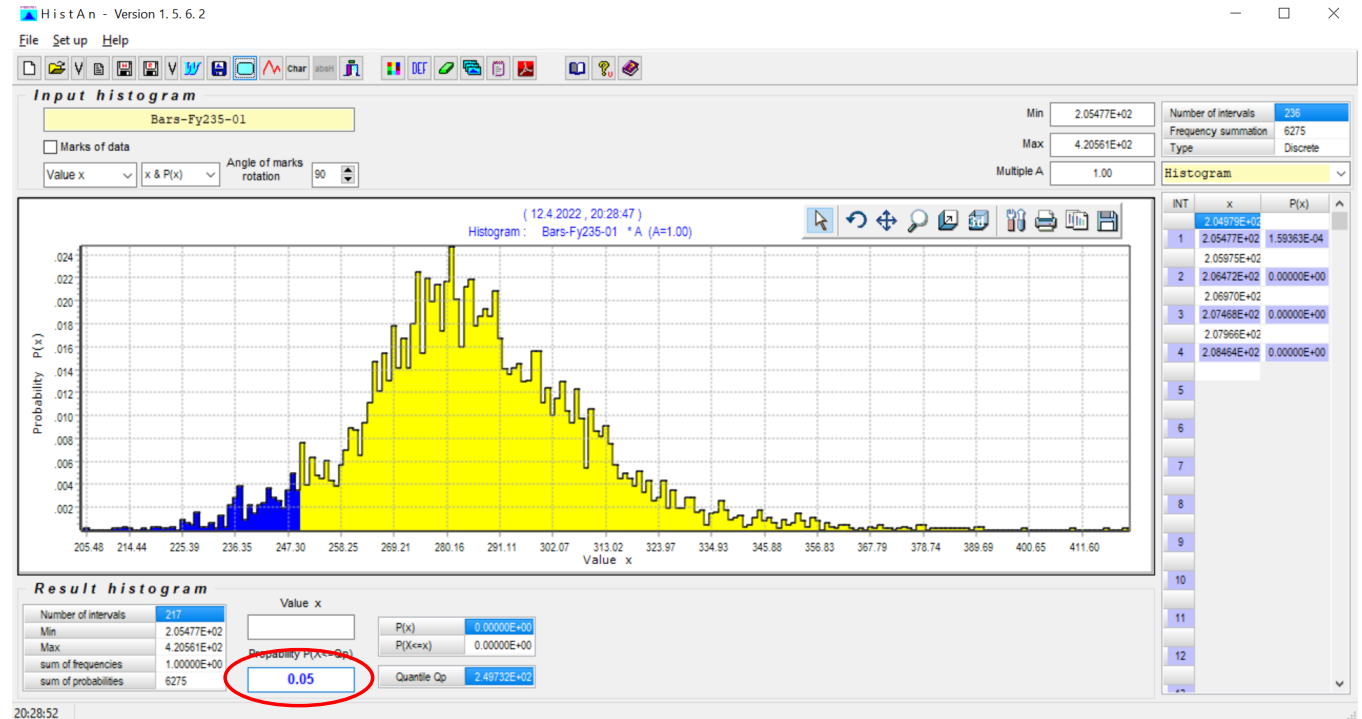 H i s t A n - Version 1. 5. 6. 2
File Set up Help
V V Char DEF
Input histogram
Bars-Fy235-01
Marks of data
Value x x & P(x) Angle of marks rotation 90
Min 2.05477E+02
Max 4.20561E+02
Multiple A 1.00
Number of intervals 236
Frequency summation 6275
Type Discrete
Histogram
( 12.4.2022 , 20:28:47 )
Histogram : Bars-Fy235-01 * A (A=1.00)
Probability P(x)
.024
.022
.020
.018
.016
.014
.012
.010
.008
.006
.004
.002
205.48 214.44 225.39 236.35 247.30 258.25 269.21 280.16 291.11 302.07 313.02 323.97 334.93 345.88 356.83 367.79 378.74 389.69 400.65 411.60
Value x
INT x P(x)
2.04979E+02
1 2.05477E+02 1.59363E-04
2.05975E+02
2 2.06472E+02 0.00000E+00
2.06970E+02
3 2.07468E+02 0.00000E+00
2.07966E+02
4 2.08464E+02 0.00000E+00
5
6
7
8
9
10
11
12
Result histogram
Number of intervals 217
Min 2.05477E+02
Max 4.20561E+02
sum of frequencies 1.00000E+00
sum of probabilities 6275
Value x
Propability P(X<=Qp)
0.05
P(x) 0.00000E+00
P(X<=x) 0.00000E+00
Quantile Qp 2.49732E+02
20:28:52